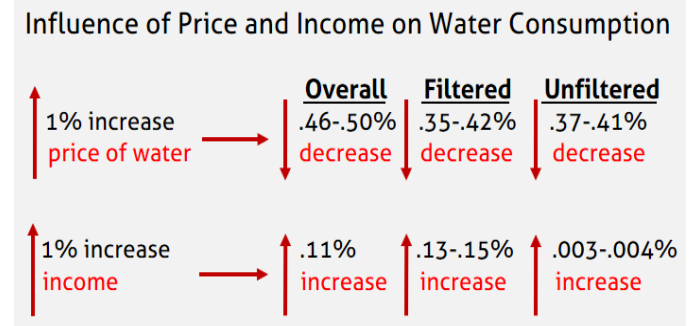 Influence of Price and Income on Water Consumption
Overall Filtered Unfiltered
1% increase .46-.50% .35-.42% .37-.41%
price of water decrease decrease decrease
1% increase .11% .13-.15% .003-.004%
income increase increase increase